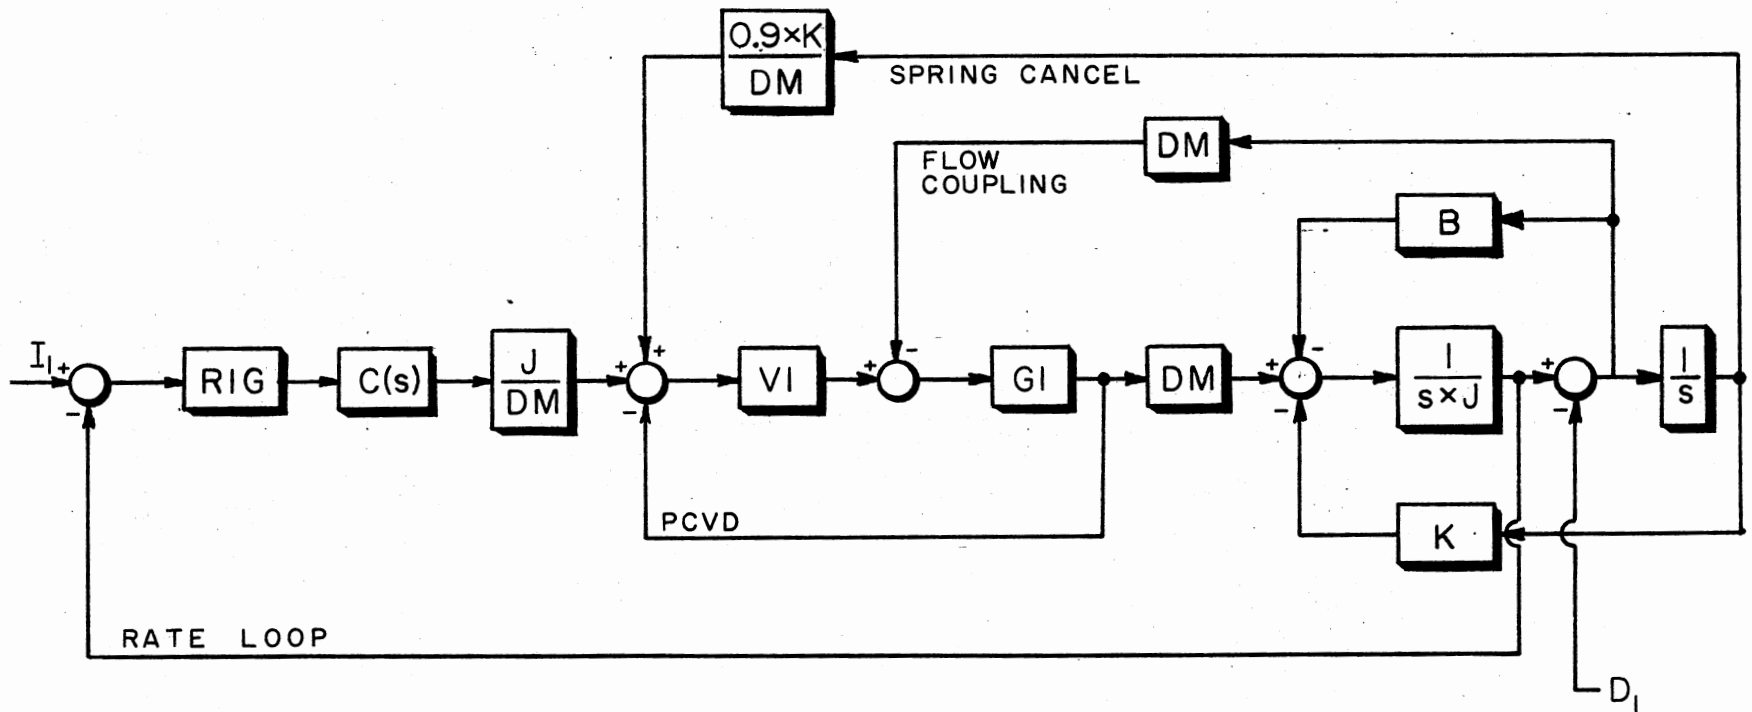 0.9×K
DM
SPRING CANCEL
DM
FLOW
COUPLING
B
I₁
+
-
RIG
C(s)
J
DM
+
+
-
VI
+
-
GI
DM
+
-
-
1
s×J
+
-
1
s
PCVD
K
RATE LOOP
D₁